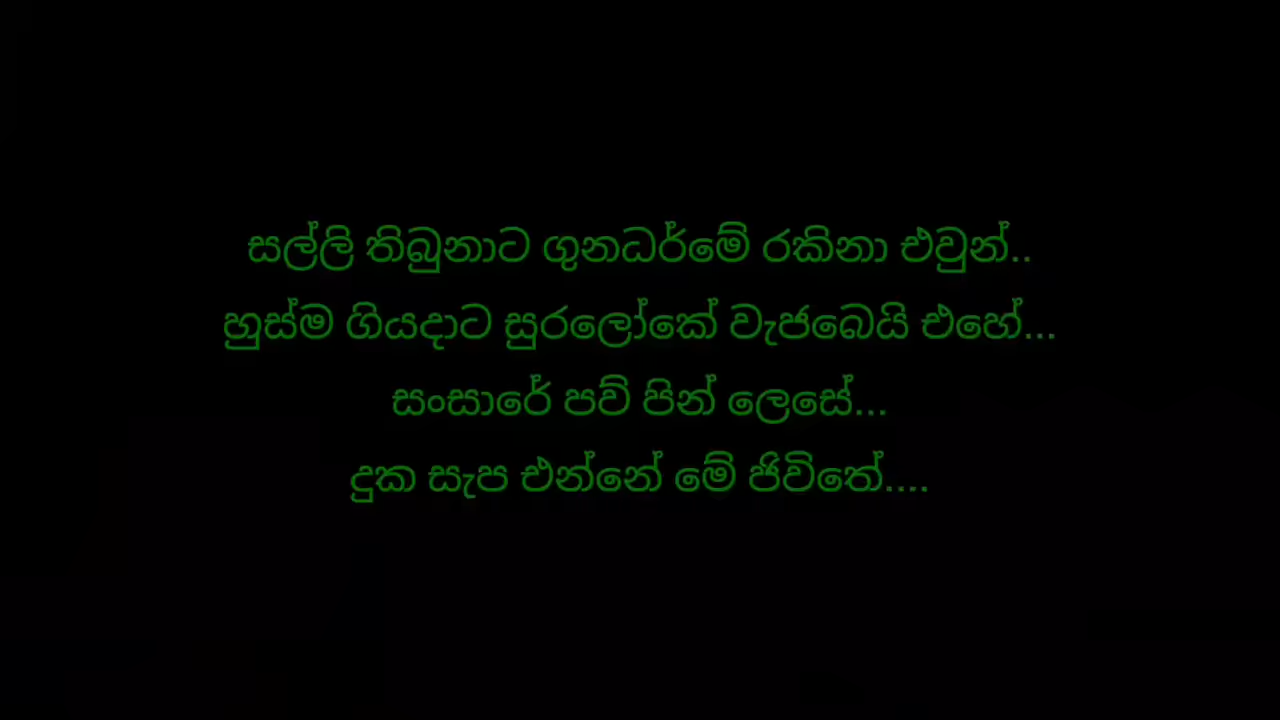 සල්ලි තිබුනාට ගුනධර්මේ රකිනා එවුන්..
හුස්ම ගියදාට සුරලෝකේ වැජබෙයි එහේ...
සංසාරේ පව් පින් ලෙසේ...
දුක සැප එන්නේ මේ ජිවිතේ....